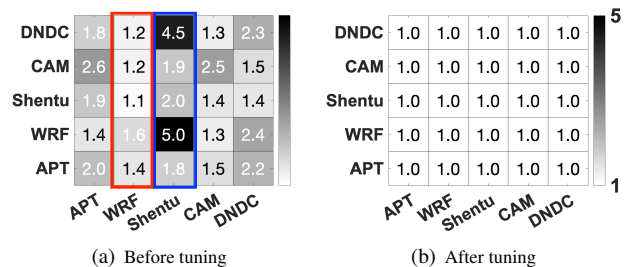 DNDC 1.8 1.2 4.5 1.3 2.3
CAM 2.6 1.2 1.9 2.5 1.5
Shentu 1.9 1.1 2.0 1.4 1.4
WRF 1.4 1.6 5.0 1.3 2.4
APT 2.0 1.4 1.8 1.5 2.2
APT WRF Shentu CAM DNDC
(a) Before tuning
5
DNDC 1.0 1.0 1.0 1.0 1.0
CAM 1.0 1.0 1.0 1.0 1.0
Shentu 1.0 1.0 1.0 1.0 1.0
WRF 1.0 1.0 1.0 1.0 1.0
APT 1.0 1.0 1.0 1.0 1.0
1
APT WRF Shentu CAM DNDC
(b) After tuning